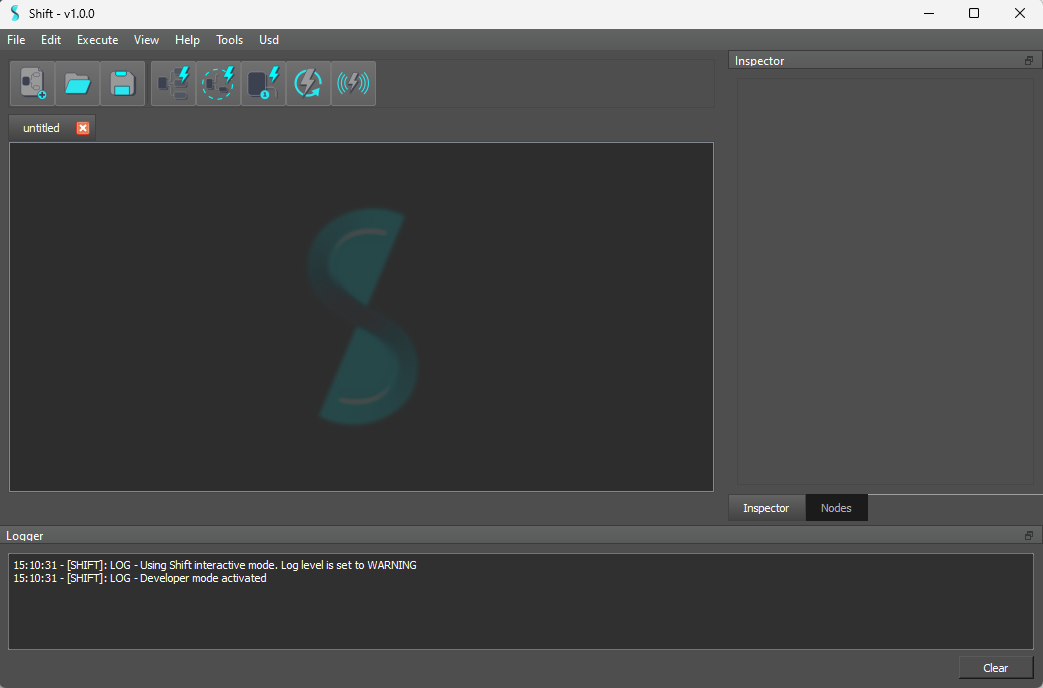 Shift - v1.0.0
File Edit Execute View Help Tools Usd
Inspector
1
untitled
Inspector Nodes
Logger
15:10:31 - [SHIFT]: LOG - Using Shift interactive mode. Log level is set to WARNING
15:10:31 - [SHIFT]: LOG - Developer mode activated
Clear